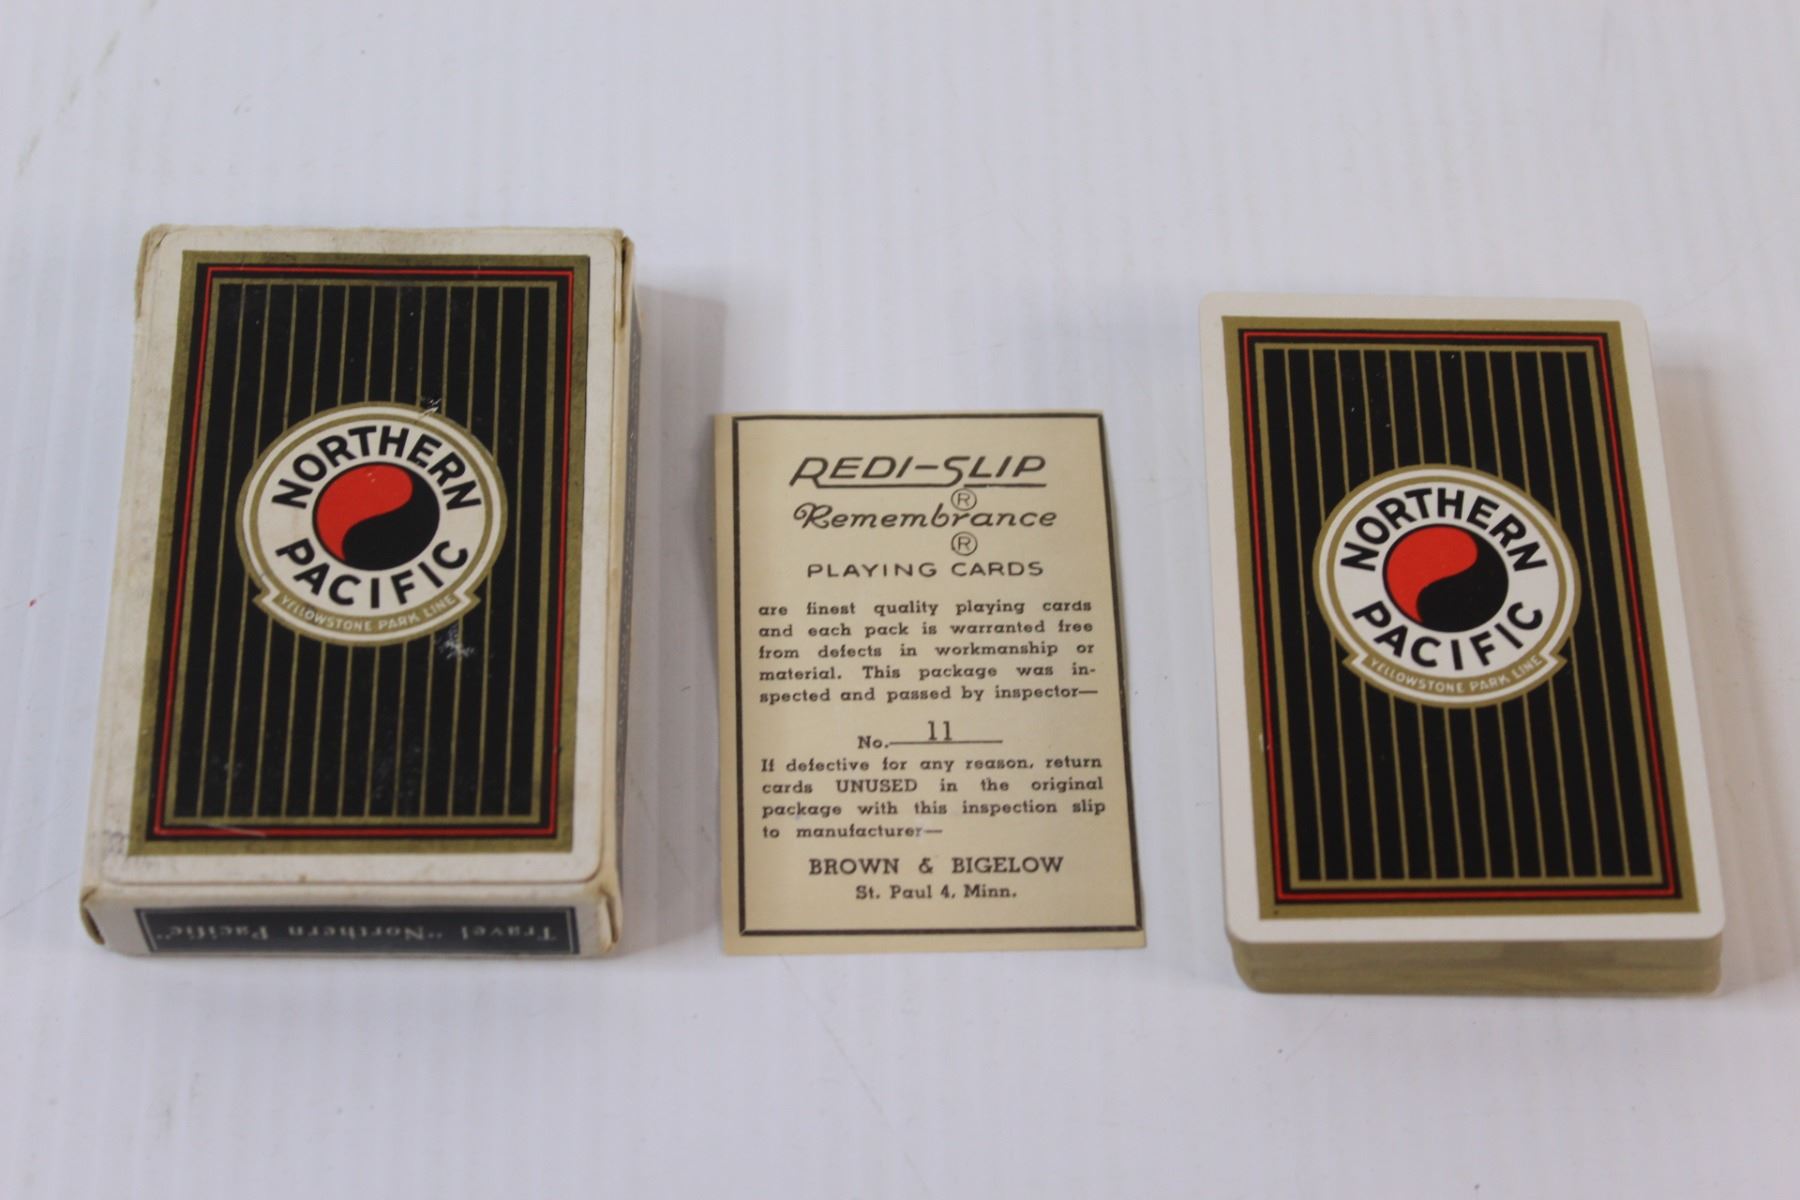 NORTHERN
PACIFIC
YELLOWSTONE PARK LINE
Travel "Northern Pacific"
REDI-SLIP
®
Remembrance
®
PLAYING CARDS
are finest quality playing cards
and each pack is warranted free
from defects in workmanship or
material. This package was in-
spected and passed by inspector—
No. 11
If defective for any reason, return
cards UNUSED in the original
package with this inspection slip
to manufacturer—
BROWN & BIGELOW
St. Paul 4, Minn.
NORTHERN
PACIFIC
YELLOWSTONE PARK LINE